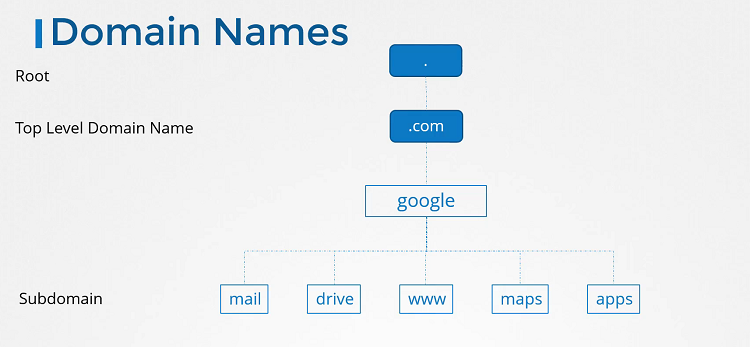 Domain Names
.
Root
Top Level Domain Name
.com
google
Subdomain
mail
drive
www
maps
apps